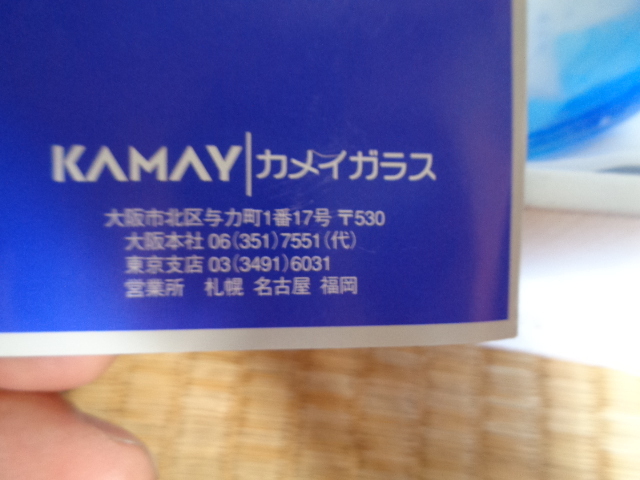 KAMAY|カメイガラス
大阪市北区与力町1番17号 〒530
大阪本社 06(351)7551(代)
東京支店 03(3491)6031
営業所 札幌 名古屋 福岡